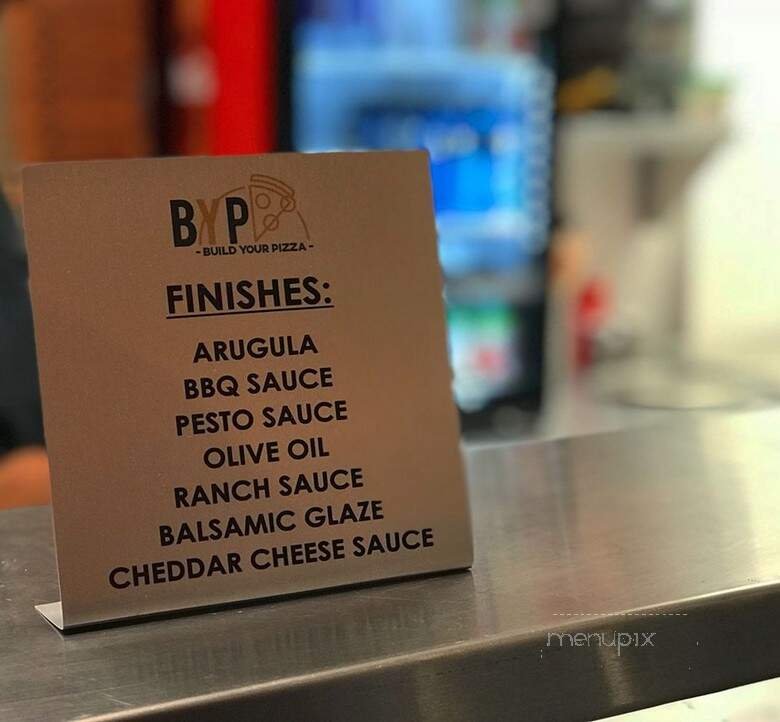 BYP
- BUILD YOUR PIZZA -
FINISHES:
ARUGULA
BBQ SAUCE
PESTO SAUCE
OLIVE OIL
RANCH SAUCE
BALSAMIC GLAZE
CHEDDAR CHEESE SAUCE
menupix